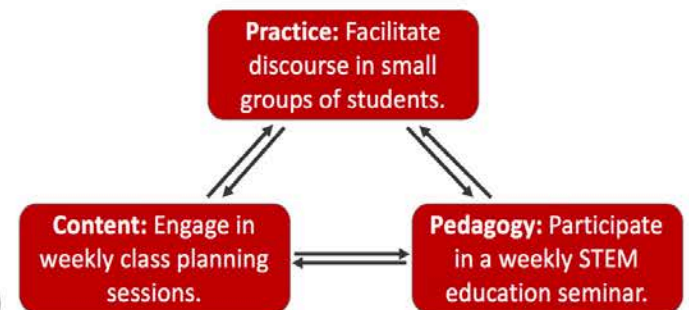 Practice: Facilitate
discourse in small
groups of students.
Content: Engage in
weekly class planning
sessions.
Pedagogy: Participate
in a weekly STEM
education seminar.